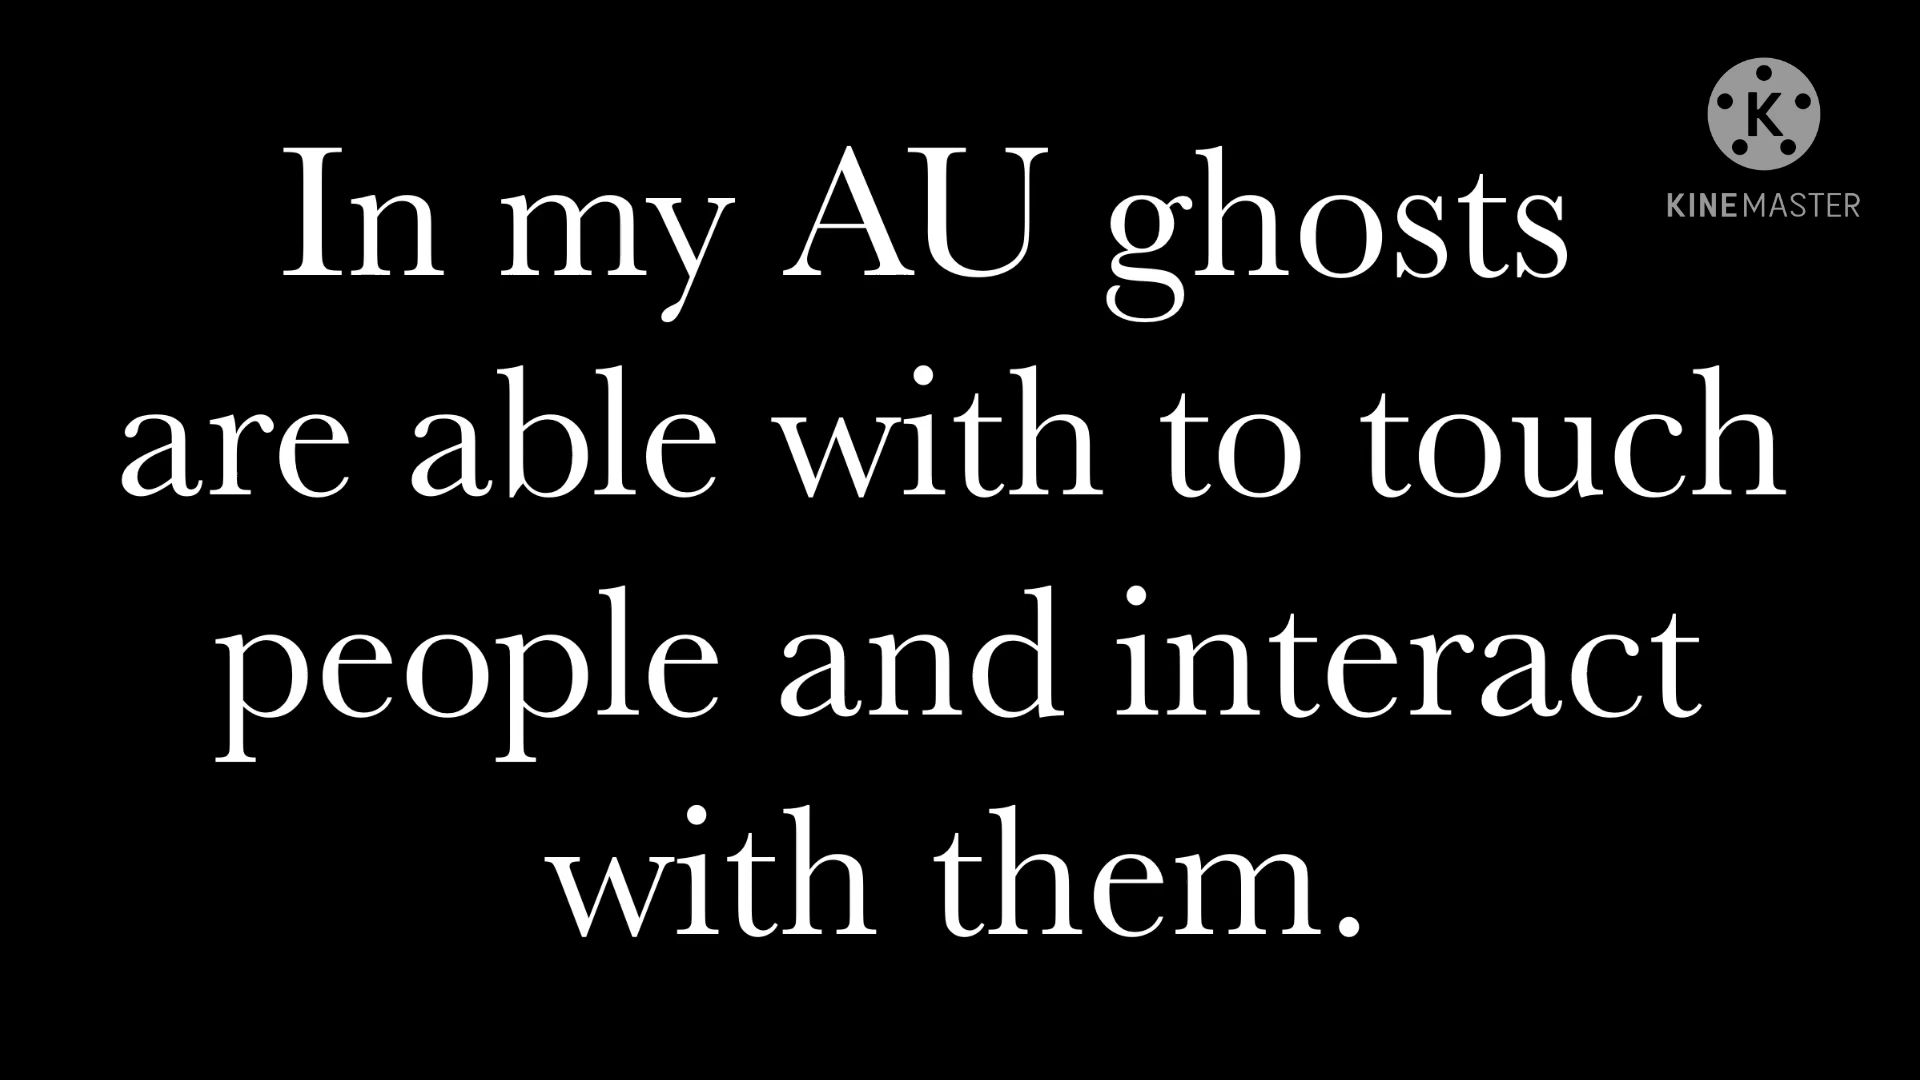 In my AU ghosts
are able with to touch
people and interact
with them.
K
KINEMASTER